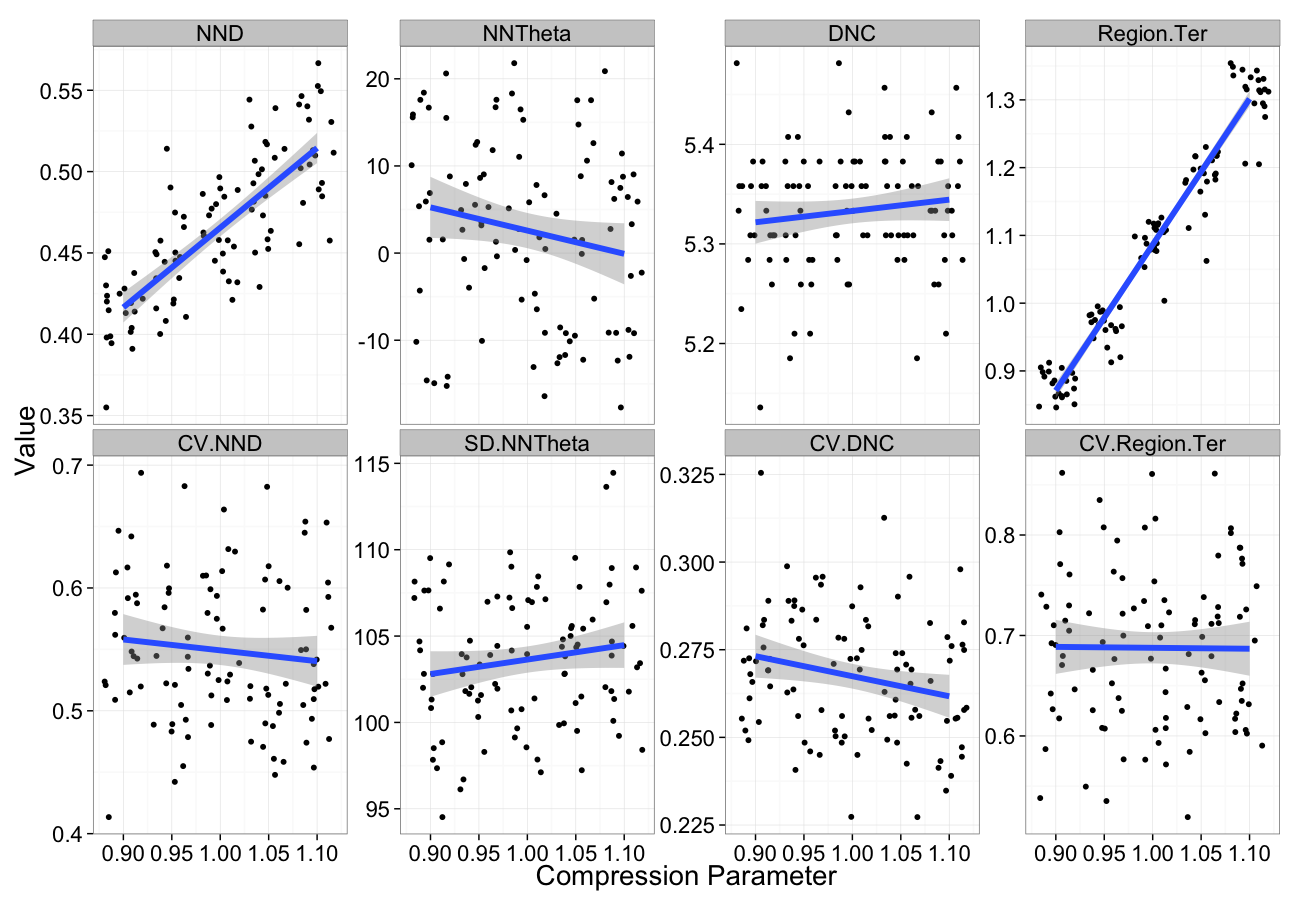 NND NNTheta DNC Region.Ter
0.55 20 5.4 1.3
0.50 10 5.3 1.2
0.45 0 5.2 1.1
0.40 -10 1.0
0.35 0.9
Value
CV.NND SD.NNTheta CV.DNC CV.Region.Ter
0.7 115 0.325 0.8
0.6 110 0.300 0.7
0.5 105 0.275 0.6
0.4 100 0.250
95 0.225
0.90 0.95 1.00 1.05 1.10 0.90 0.95 1.00 1.05 1.10 0.90 0.95 1.00 1.05 1.10 0.90 0.95 1.00 1.05 1.10
Compression Parameter